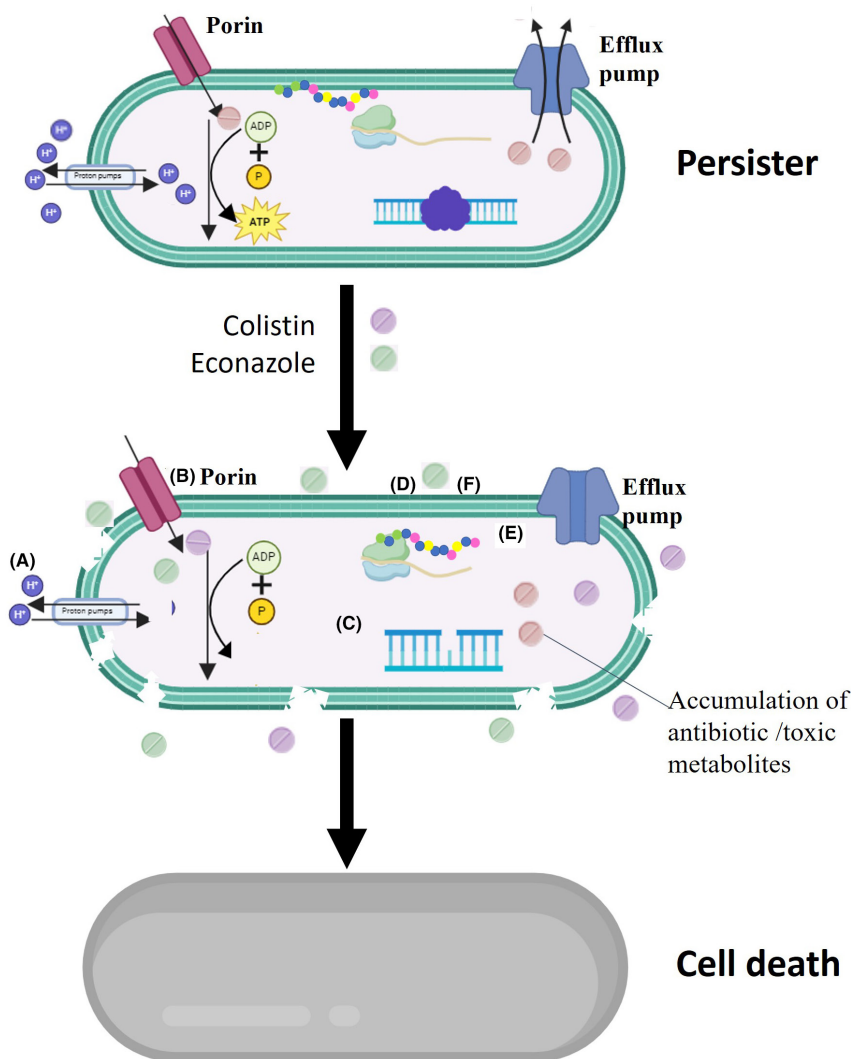 Porin
Efflux
pump
Persister
H⁺
H⁺
H⁺
H⁺
H⁺
H⁺
Proton pumps
ADP
P
ATP
Colistin
Econazole
(B) Porin
(D)
(F)
Efflux
pump
(E)
(A)
H⁺
H⁺
Proton pumps
ADP
P
(C)
Accumulation of
antibiotic /toxic
metabolites
Cell death